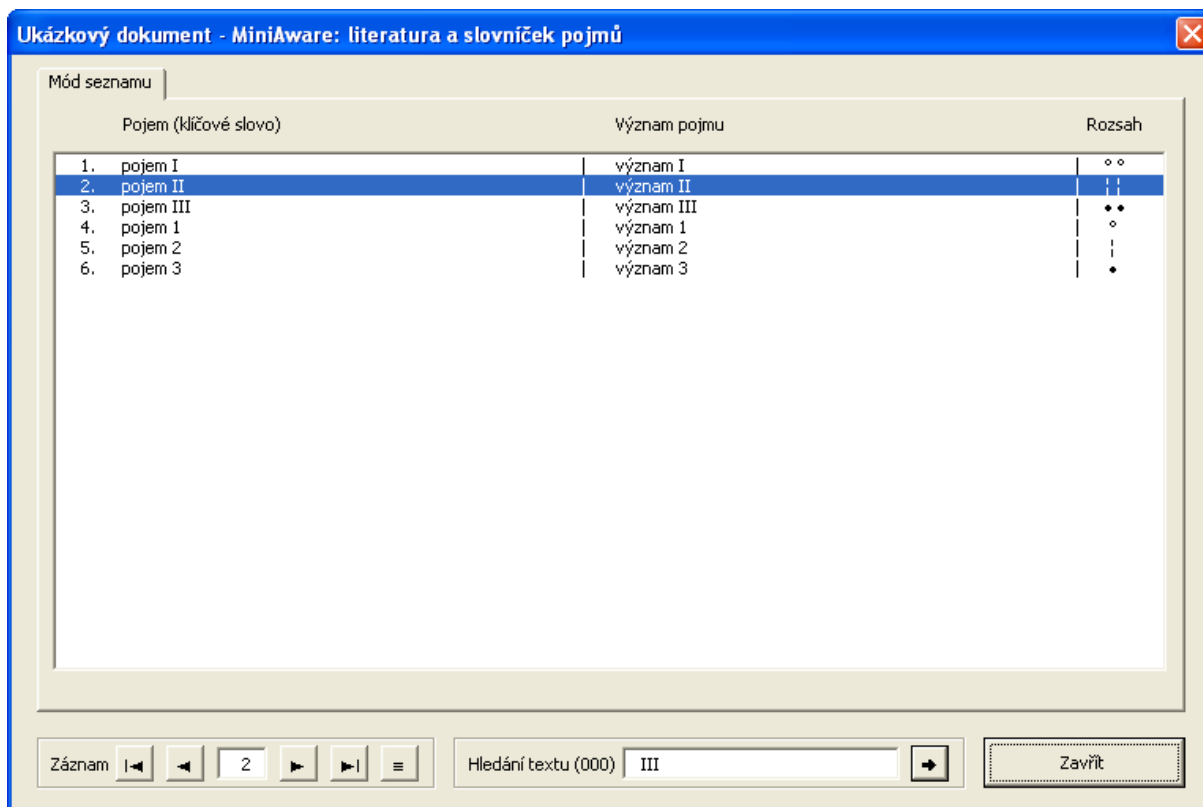 Ukázkový dokument - MiniAware: literatura a slovníček pojmů
Mód seznamu
Pojem (klíčové slovo) Význam pojmu Rozsah
1. pojem I | význam I | ° °
2. pojem II | význam II | ¦ ¦
3. pojem III | význam III | • •
4. pojem 1 | význam 1 | °
5. pojem 2 | význam 2 | ¦
6. pojem 3 | význam 3 | •
Záznam I◄ ◄ 2 ► ►I ≡ Hledání textu (000) III → Zavřít